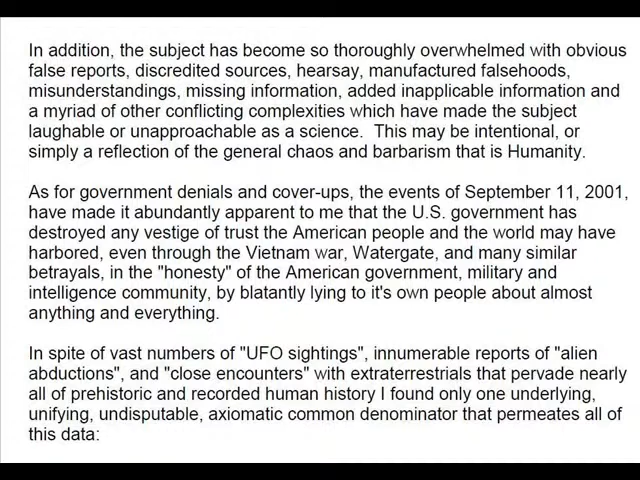 In addition, the subject has become so thoroughly overwhelmed with obvious
false reports, discredited sources, hearsay, manufactured falsehoods,
misunderstandings, missing information, added inapplicable information and
a myriad of other conflicting complexities which have made the subject
laughable or unapproachable as a science.  This may be intentional, or
simply a reflection of the general chaos and barbarism that is Humanity.
As for government denials and cover-ups, the events of September 11, 2001,
have made it abundantly apparent to me that the U.S. government has
destroyed any vestige of trust the American people and the world may have
harbored, even through the Vietnam war, Watergate, and many similar
betrayals, in the "honesty" of the American government, military and
intelligence community, by blatantly lying to it's own people about almost
anything and everything.
In spite of vast numbers of "UFO sightings", innumerable reports of "alien
abductions", and "close encounters" with extraterrestrials that pervade nearly
all of prehistoric and recorded human history I found only one underlying,
unifying, undisputable, axiomatic common denominator that permeates all of
this data: